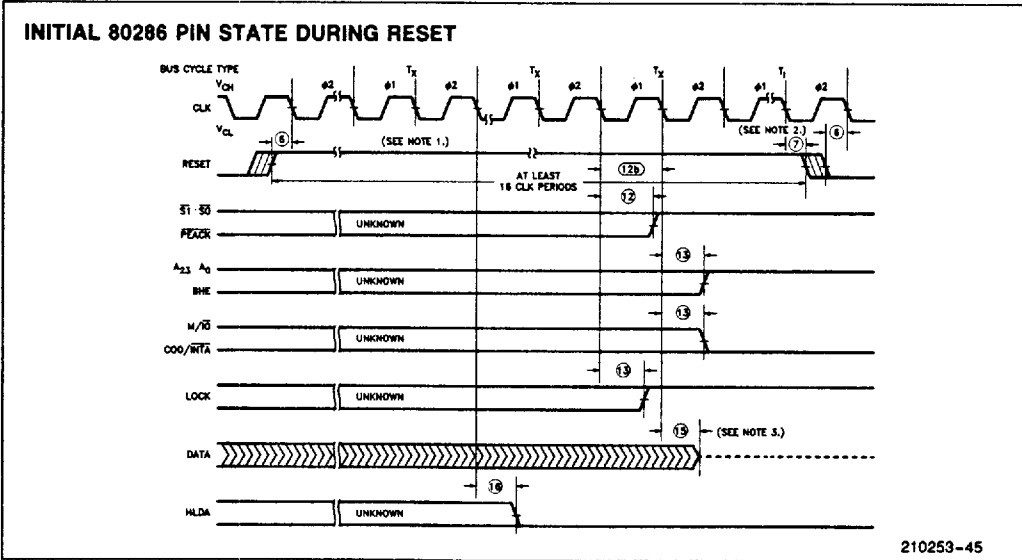 INITIAL 80286 PIN STATE DURING RESET
BUS CYCLE TYPE
TX TX TX TI
VCH
φ2 φ1 φ2 φ1 φ2 φ1 φ2 φ1 φ2
CLK
VCL
6 (SEE NOTE 1.) (SEE NOTE 2.) 7 6
RESET
AT LEAST
16 CLK PERIODS
12b
12
S1 · S0
UNKNOWN
PEACK
13
A23 A0
UNKNOWN
BHE
13
M/IO
UNKNOWN
COD/INTA
13
LOCK
UNKNOWN
15 (SEE NOTE 3.)
DATA
16
HLDA
UNKNOWN
210253-45